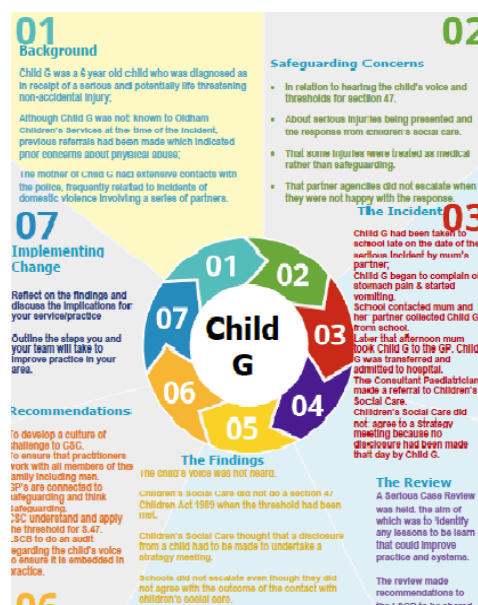 01
Background
Child G was a 6 year old child who was diagnosed as
in receipt of a serious and potentially life threatening
non-accidental injury;
Although Child G was not known to Oldham
Children's Services at the time of the incident,
previous referrals had been made which indicated
prior concerns about physical abuse;
The mother of Child G had extensive contacts with
the police, frequently related to incidents of
domestic violence involving a series of partners.
02
Safeguarding Concerns
• In relation to hearing the child's voice and
thresholds for section 47.
• About serious injuries being presented and
the response from children's social care.
• That some injuries were treated as medical
rather than safeguarding.
• That partner agencies did not escalate when
they were not happy with the response.
03
The Incident
Child G had been taken to
school late on the date of the
serious incident by mum's
partner;
Child G began to complain of
stomach pain & started
vomiting.
School contacted mum and
her partner collected Child G
from school.
Later that afternoon mum
took Child G to the GP. Child
G was transferred and
admitted to hospital.
The Consultant Paediatrician
made a referral to Children's
Social Care.
Children's Social Care did
not agree to a Strategy
meeting because no
disclosure had been made
that day by Child G.
07
Implementing
Change
Reflect on the findings and
discuss the implications for
your service/practice
Outline the steps you and
your team will take to
improve practice in your
area.
01
02
03
04
05
06
07
Child
G
Recommendations
To develop a culture of
challenge to CSC.
To ensure that practitioners
work with all members of the
family including men.
GP's are connected to
safeguarding and think
safeguarding.
CSC understand and apply
the threshold for S.47.
LSCB to do an audit
regarding the child's voice
to ensure it is embedded in
practice.
06
The Findings
The child's voice was not heard.
Children's Social Care did not do a section 47
Children Act 1989 when the threshold had been
met.
Children's Social Care thought that a disclosure
from a child had to be made to undertake a
strategy meeting.
Schools did not escalate even though they did
not agree with the outcome of the contact with
children's social care.
The Review
A Serious Case Review
was held, the aim of
which was to 'identify
any lessons to be learn
that could improve
practice and systems.
The review made
recommendations to
the LSCB to be shared